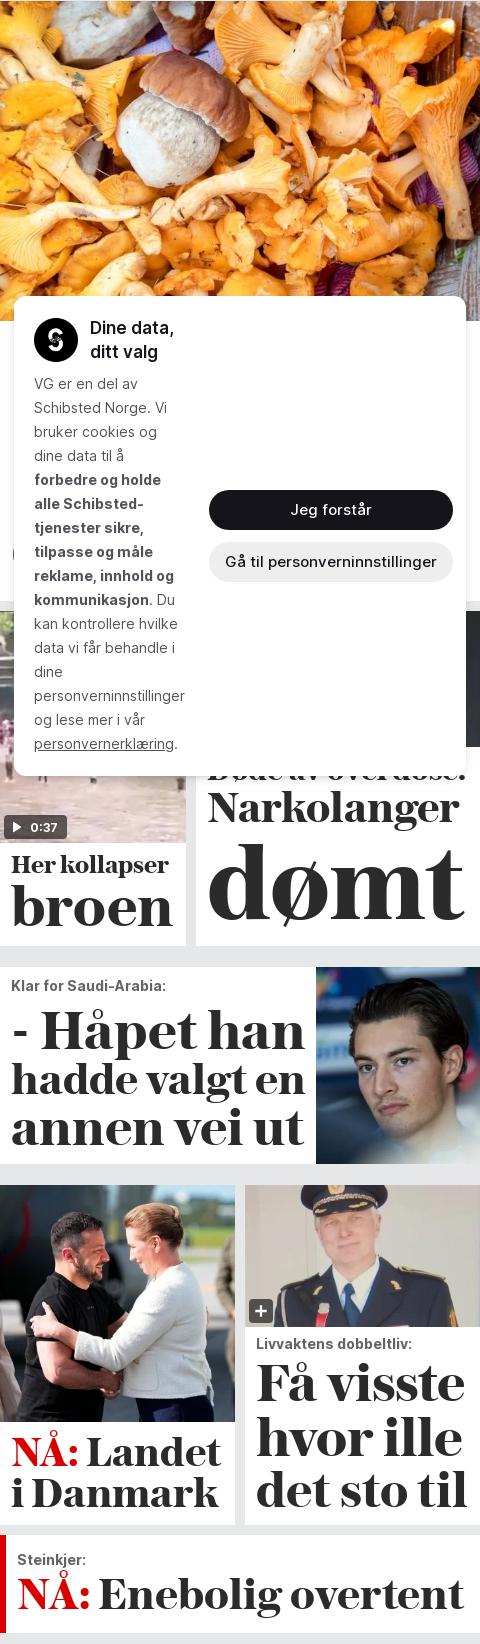 Dine data,
ditt valg
VG er en del av
Schibsted Norge. Vi
bruker cookies og
dine data til å
forbedre og holde
alle Schibsted-
tjenester sikre,
tilpasse og måle
reklame, innhold og
kommunikasjon. Du
kan kontrollere hvilke
data vi får behandle i
dine
personverninnstillinger
og lese mer i vår
personvernerklæring.
Jeg forstår
Gå til personverninnstillinger
0:37
Her kollapser
broen
Døde av overdose:
Narkolanger
dømt
Klar for Saudi-Arabia:
- Håpet han
hadde valgt en
annen vei ut
NÅ: Landet
i Danmark
Livvaktens dobbeltliv:
Få visste
hvor ille
det sto til
Steinkjer:
NÅ: Enebolig overtent